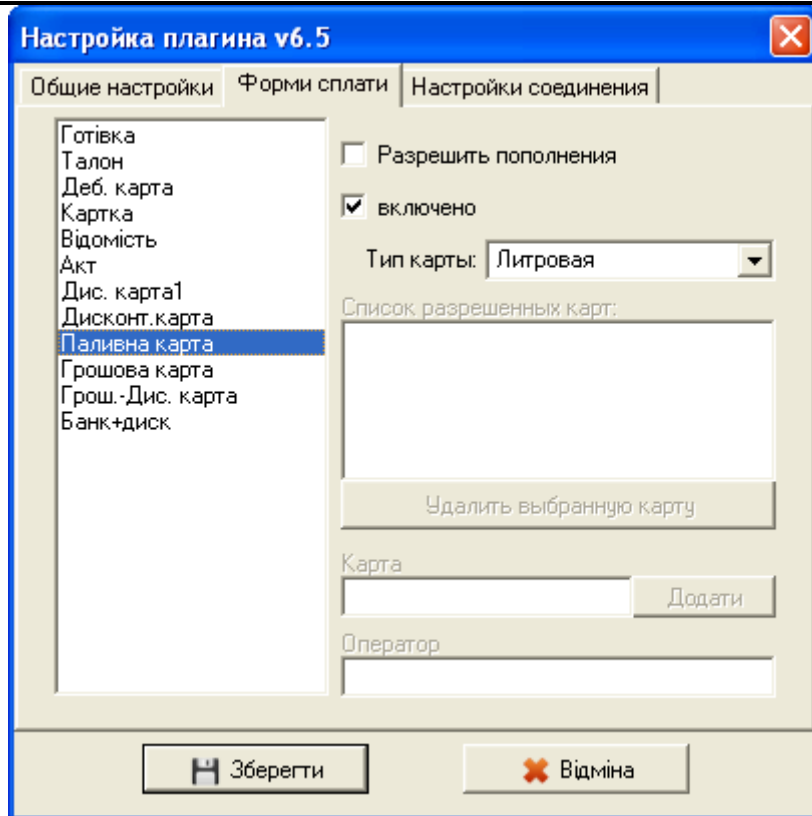 Настройка плагина v6.5
Общие настройки
Форми сплати
Настройки соединения
Готівка
Талон
Деб. карта
Картка
Відомість
Акт
Дис. карта1
Дисконт.карта
Паливна карта
Грошова карта
Грош.-Дис. карта
Банк+диск
Разрешить пополнения
включено
Тип карты: Литровая
Список разрешенных карт:
Удалить выбранную карту
Карта
Додати
Оператор
Зберегти
Відміна